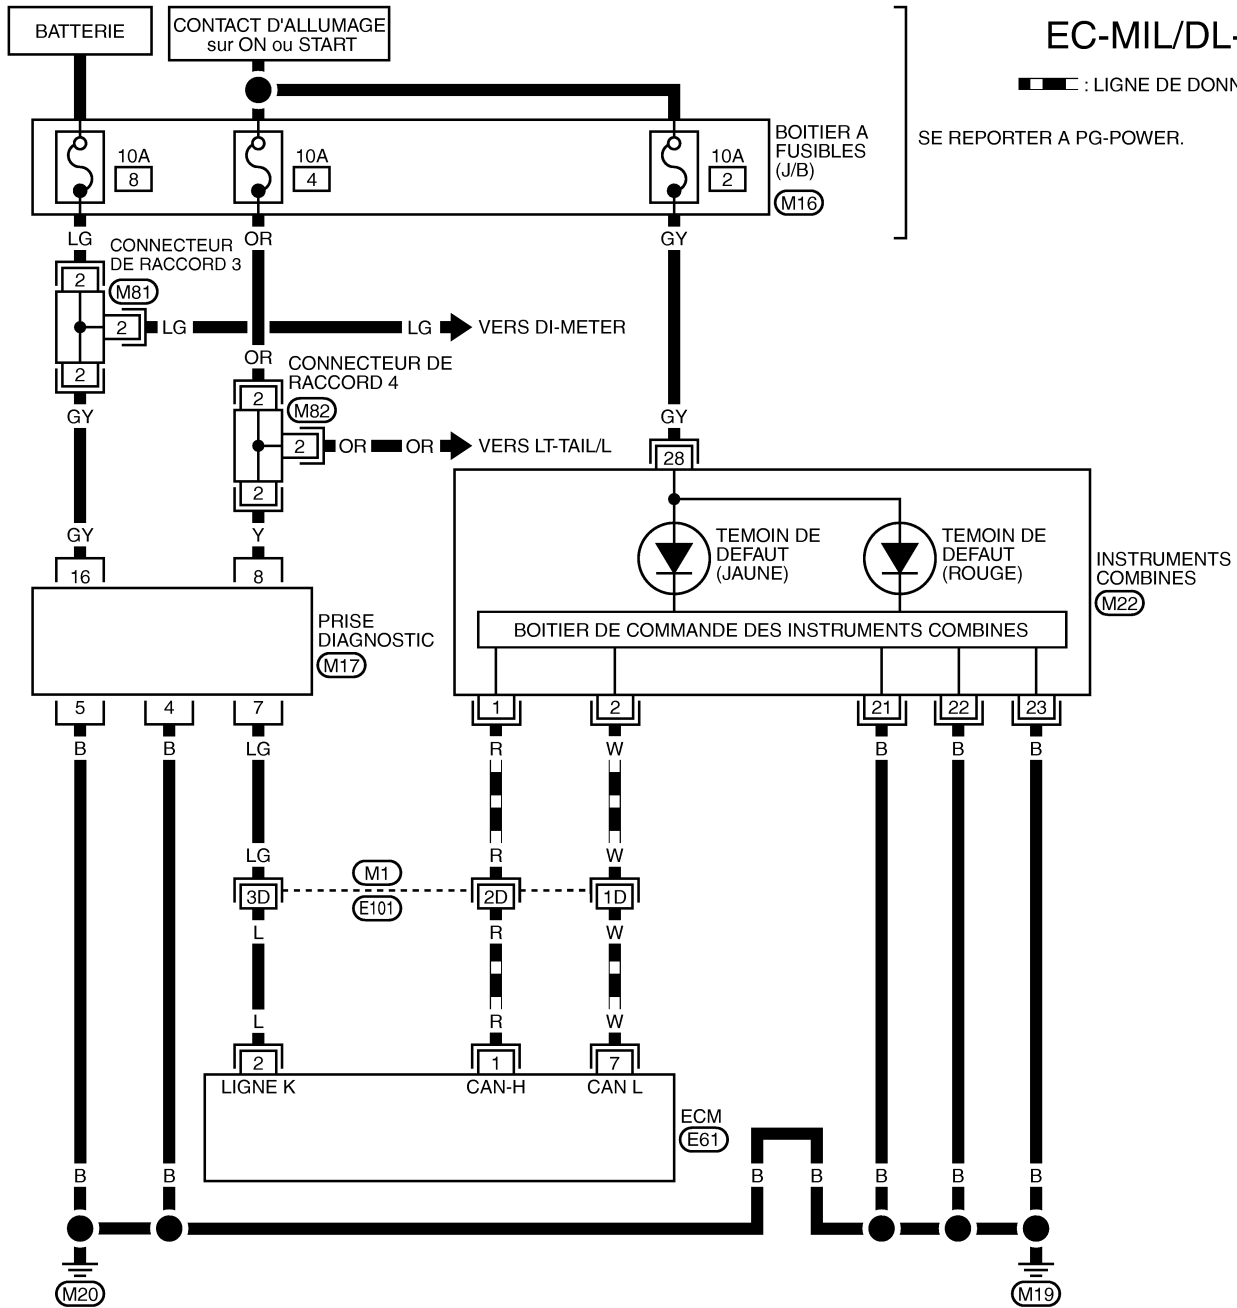 BATTERIE
CONTACT D'ALLUMAGE
sur ON ou START
EC-MIL/DL-
: LIGNE DE DONN
SE REPORTER A PG-POWER.
10A
8
10A
4
10A
2
BOITIER A
FUSIBLES
(J/B)
M16
LG
OR
GY
CONNECTEUR
DE RACCORD 3
M81
2
2
LG
LG
VERS DI-METER
2
OR
CONNECTEUR DE
RACCORD 4
M82
2
GY
GY
2
OR
OR
VERS LT-TAIL/L
28
2
GY
Y
TEMOIN DE
DEFAUT
(JAUNE)
TEMOIN DE
DEFAUT
(ROUGE)
INSTRUMENTS
COMBINES
M22
16
8
BOITIER DE COMMANDE DES INSTRUMENTS COMBINES
PRISE
DIAGNOSTIC
M17
5
4
7
1
2
21
22
23
B
B
LG
R
W
B
B
B
LG
R
W
M1
3D
2D
1D
E101
L
R
W
L
R
W
2
1
7
LIGNE K
CAN-H
CAN L
ECM
E61
B
B
B
B
B
B
B
M20
M19